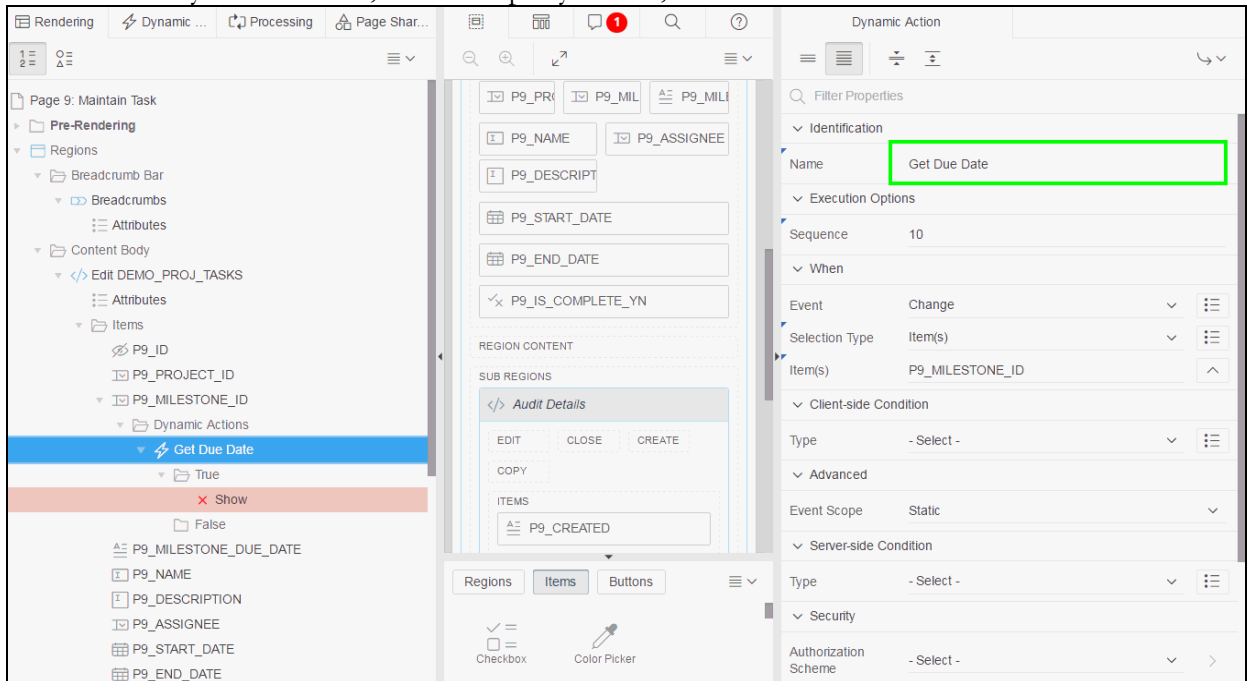 Rendering
Dynamic ...
Processing
Page Shar...
Page 9: Maintain Task
Pre-Rendering
Regions
Breadcrumb Bar
Breadcrumbs
Attributes
Content Body
Edit DEMO_PROJ_TASKS
Attributes
Items
P9_ID
P9_PROJECT_ID
P9_MILESTONE_ID
Dynamic Actions
Get Due Date
True
Show
False
P9_MILESTONE_DUE_DATE
P9_NAME
P9_DESCRIPTION
P9_ASSIGNEE
P9_START_DATE
P9_END_DATE
1
P9_MIL
P9_NAME
P9_ASSIGNEE
P9_DESCRIPT
P9_START_DATE
P9_END_DATE
P9_IS_COMPLETE_YN
REGION CONTENT
SUB REGIONS
Audit Details
EDIT CLOSE CREATE
COPY
ITEMS
P9_CREATED
Regions Items Buttons
Checkbox Color Picker
Dynamic Action
Filter Properties
Identification
Name Get Due Date
Execution Options
Sequence 10
When
Event Change
Selection Type Item(s)
Item(s) P9_MILESTONE_ID
Client-side Condition
Type - Select -
Advanced
Event Scope Static
Server-side Condition
Type - Select -
Security
Authorization
Scheme - Select -